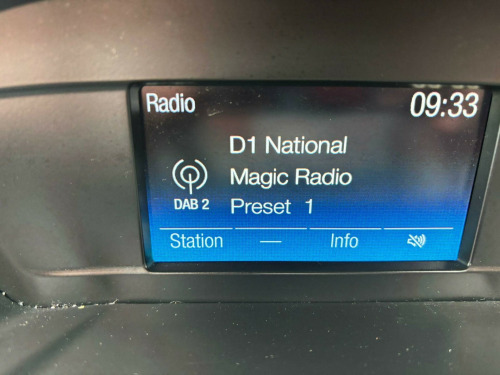 Radio 09:33
D1 National
Magic Radio
DAB 2 Preset 1
Station — Info